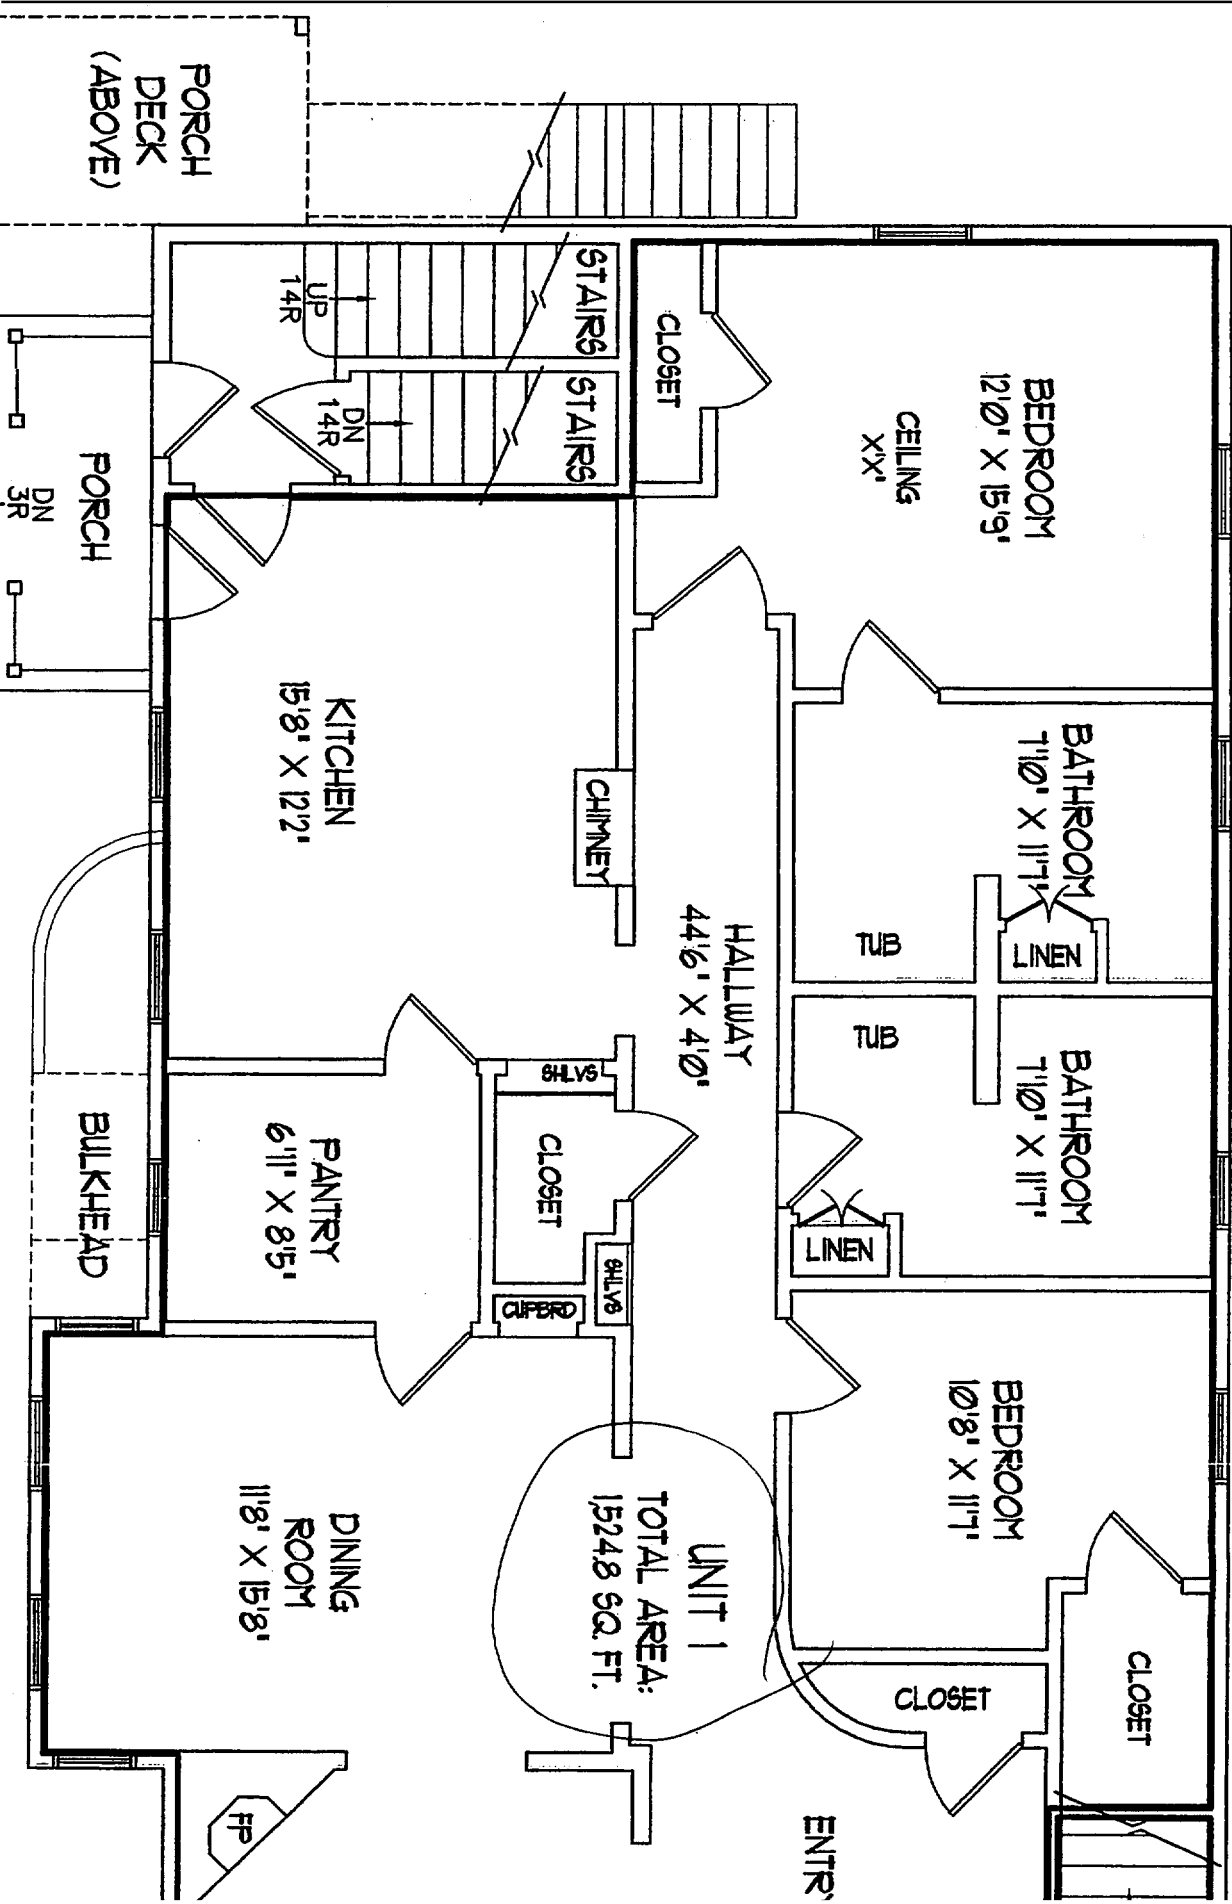 PORCH
DECK
(ABOVE)
STAIRS
UP
14R
STAIRS
DN
14R
CLOSET
BEDROOM
12'0" X 15'9"
CEILING
X'X"
PORCH
DN
3R
KITCHEN
15'8" X 12'2"
CHIMNEY
BATHROOM
7'10" X 11'7"
LINEN
TUB
HALLWAY
44'6" X 4'0"
TUB
BATHROOM
7'10" X 11'7"
LINEN
SHLVS
CLOSET
SHLVS
CUPBRD
PANTRY
6'11" X 8'5"
BULKHEAD
BEDROOM
10'8" X 11'7"
CLOSET
CLOSET
UNIT 1
TOTAL AREA:
1,524.8 SQ. FT.
DINING
ROOM
11'8" X 15'8"
FP
ENTRY